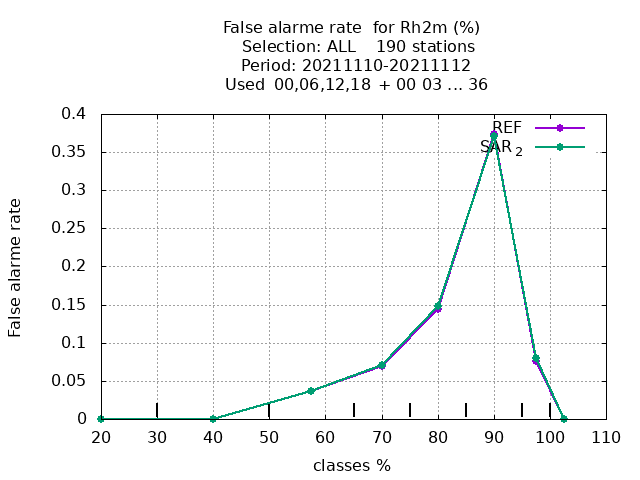 False alarme rate  for Rh2m (%)
Selection: ALL    190 stations
Period: 20211110-20211112
Used  00,06,12,18  + 00 03 ... 36
0.4
0.35
0.3
0.25
0.2
0.15
0.1
0.05
0
REF
SAR 2
False alarme rate
20 30 40 50 60 70 80 90 100 110
classes %